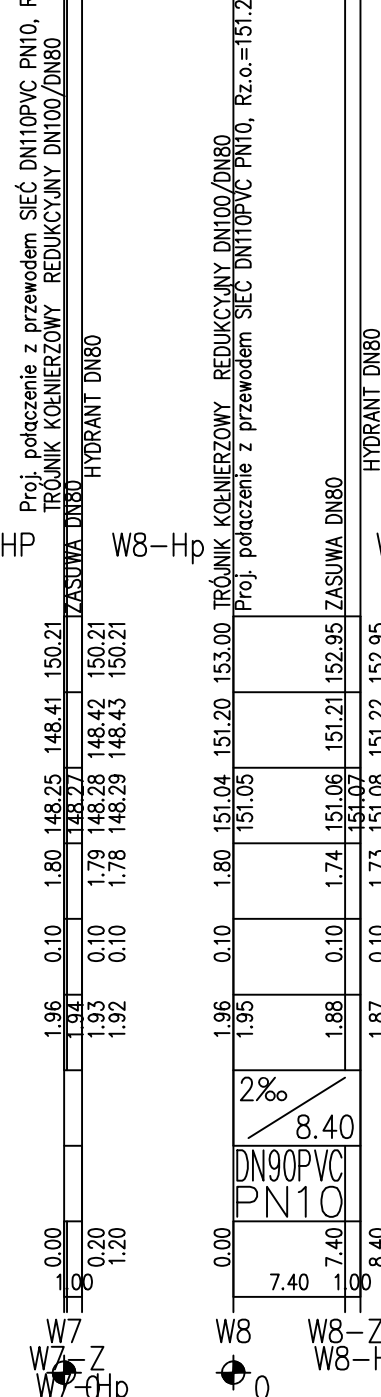 Proj. połączenie z przewodem SIEĆ DN110PVC PN10,
TRÓJNIK KOŁNIERZOWY REDUKCYJNY DN100/DN80
ZASUWA DN80
HYDRANT DN80
HP
W8-Hp
TRÓJNIK KOŁNIERZOWY REDUKCYJNY DN100/DN80
Proj. połączenie z przewodem SIEĆ DN110PVC PN10, Rz.o.=151.2
ZASUWA DN80
HYDRANT DN80
150.21 150.21 150.21 153.00 152.95 152.95
148.41 148.42 148.43 151.20 151.21 151.22
148.25 148.27 148.28 148.29 151.04 151.05 151.06 151.07 151.08
1.80 1.79 1.78 1.80 1.74 1.73
0.10 0.10 0.10 0.10 0.10 0.10
1.96 1.94 1.93 1.92 1.96 1.95 1.88 1.87
2‰
8.40
DN90PVC
PN10
0.00 0.20 1.20 0.00 7.40 8.40
1.00 7.40 1.00
W7 W8 W8-Z
W7-Z W8-H
W7-Hp
0